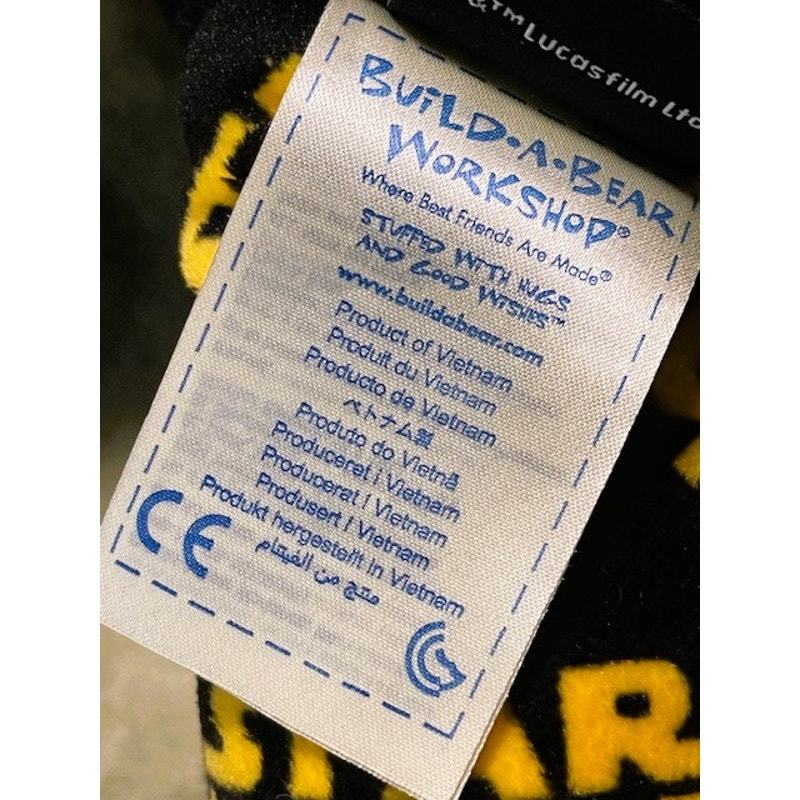 &™ Lucasfilm Ltd
BUILD•A•BEAR
WORKSHOP®
Where Best Friends Are Made®
STUFFED WITH HUGS
AND GOOD WISHES™
www.buildabear.com
Product of Vietnam
Produit du Vietnam
Producto de Vietnam
ベトナム製
Produto do Vietnã
Produceret i Vietnam
Producerat i Vietnam
Produsert i Vietnam
Produkt hergestellt in Vietnam
منتج من الفيتنام
CE
STAR